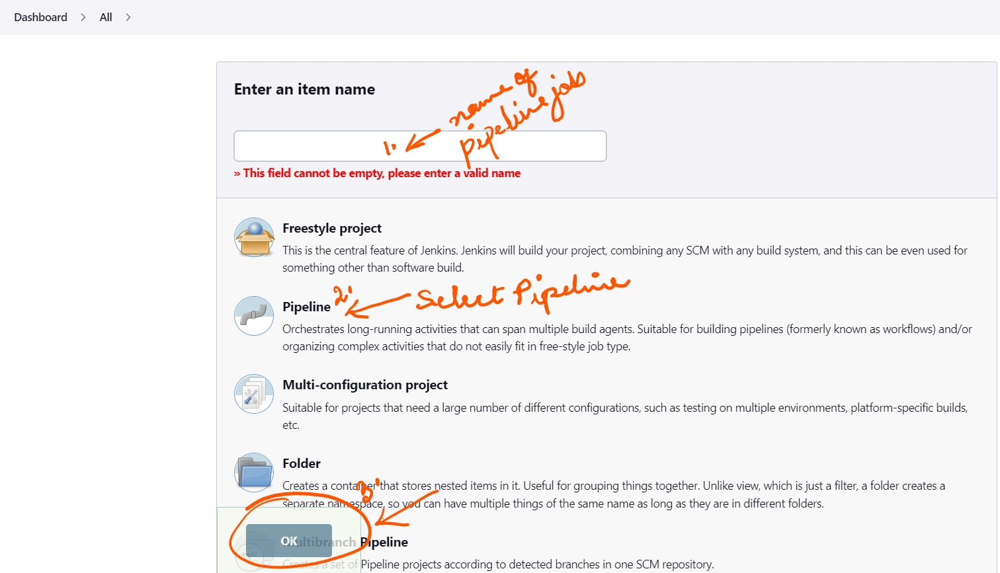 Dashboard > All >
Enter an item name
name of
pipeline job
1.
» This field cannot be empty, please enter a valid name
Freestyle project
This is the central feature of Jenkins. Jenkins will build your project, combining any SCM with any build system, and this can be even used for
something other than software build.
Pipeline 2. Select Pipeline
Orchestrates long-running activities that can span multiple build agents. Suitable for building pipelines (formerly known as workflows) and/or
organizing complex activities that do not easily fit in free-style job type.
Multi-configuration project
Suitable for projects that need a large number of different configurations, such as testing on multiple environments, platform-specific builds,
etc.
Folder
Creates a container that stores nested items in it. Useful for grouping things together. Unlike view, which is just a filter, a folder creates a
separate namespace, so you can have multiple things of the same name as long as they are in different folders.
3.
OK
Multibranch Pipeline
Creates a set of Pipeline projects according to detected branches in one SCM repository.